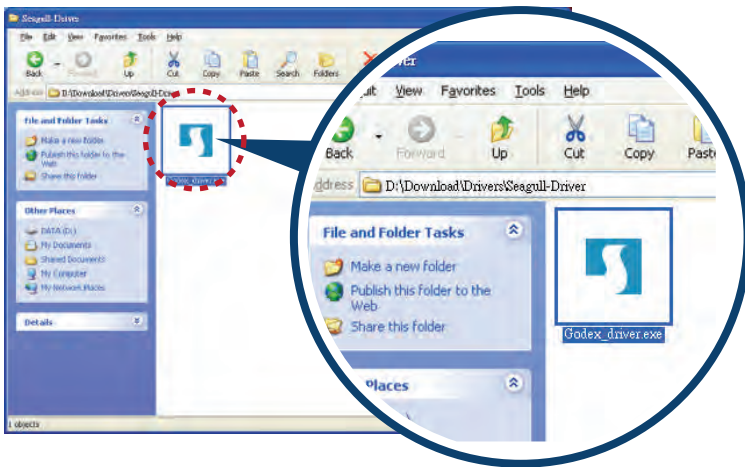 Seagull-Driver
File Edit View Favorites Tools Help
Back Forward Up Cut Copy Paste Search Folders
Address D:\Download\Drivers\Seagull-Driver
File and Folder Tasks
Make a new folder
Publish this folder to the
Web
Share this folder
Godex_driver.exe
Other Places
DATA (D:)
My Documents
Shared Documents
My Computer
My Network Places
Details
1 objects
View Favorites Tools Help
Back Forward Up Cut Copy
D:\Download\Drivers\Seagull-Driver
File and Folder Tasks
Make a new folder
Publish this folder to the
Web
Share this folder
Godex_driver.exe
Places